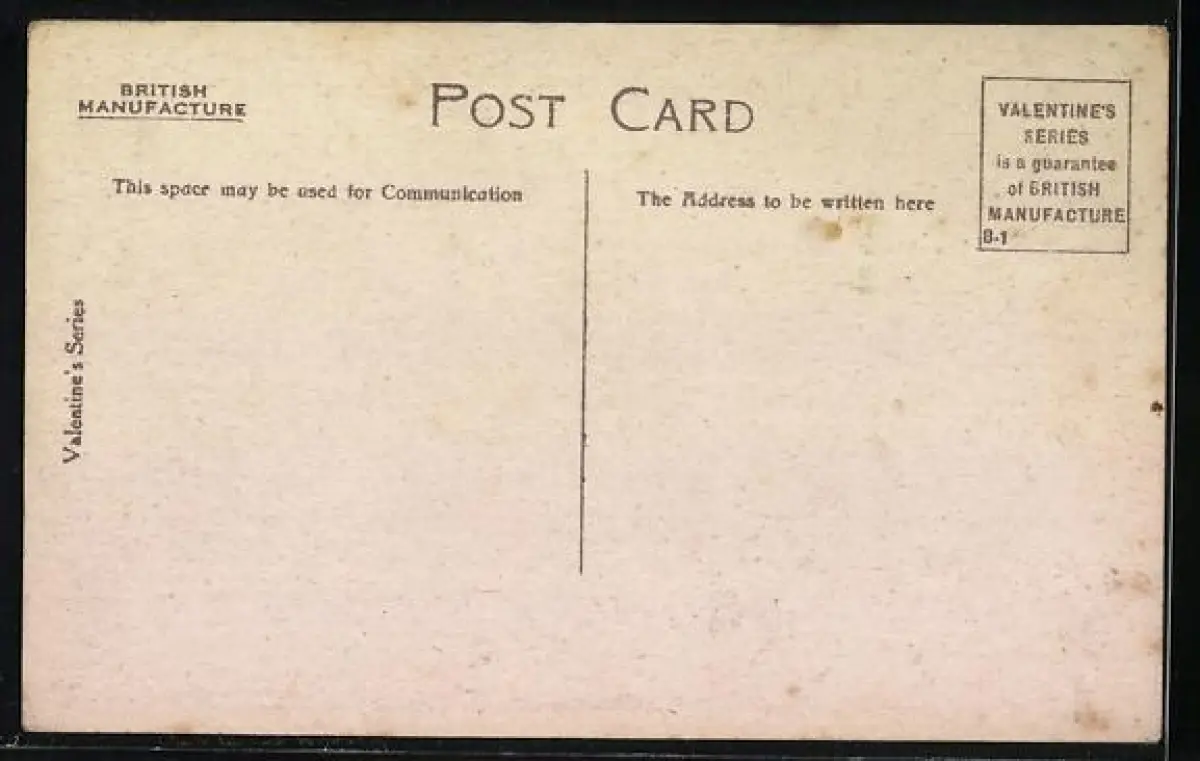 BRITISH
MANUFACTURE
POST CARD
VALENTINE'S
SERIES
is a guarantee
of BRITISH
MANUFACTURE
B-1
This space may be used for Communication
The Address to be written here
Valentine's Series